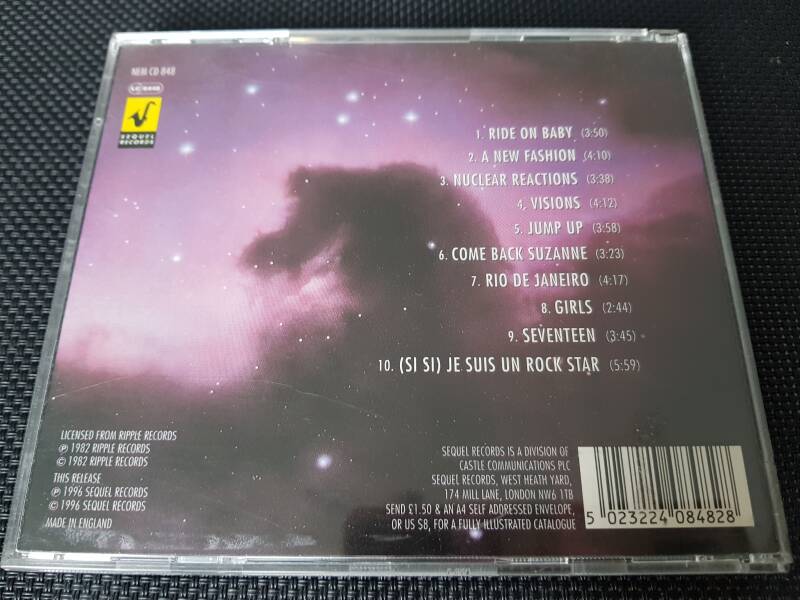 NEM CD 848
LC 6448
SEQUEL
RECORDS
1. RIDE ON BABY (3:50)
2. A NEW FASHION (4:10)
3. NUCLEAR REACTIONS (3:38)
4. VISIONS (4:12)
5. JUMP UP (3:58)
6. COME BACK SUZANNE (3:23)
7. RIO DE JANEIRO (4:17)
8. GIRLS (2:44)
9. SEVENTEEN (3:45)
10. (SI SI) JE SUIS UN ROCK STAR (5:59)
LICENSED FROM RIPPLE RECORDS
℗ 1982 RIPPLE RECORDS
© 1982 RIPPLE RECORDS
THIS RELEASE
℗ 1996 SEQUEL RECORDS
© 1996 SEQUEL RECORDS
MADE IN ENGLAND
SEQUEL RECORDS IS A DIVISION OF
CASTLE COMMUNICATIONS PLC
SEQUEL RECORDS, WEST HEATH YARD,
174 MILL LANE, LONDON NW6 1TB
SEND £1.50 & AN A4 SELF ADDRESSED ENVELOPE,
OR US $8, FOR A FULLY ILLUSTRATED CATALOGUE
5 023224 084828